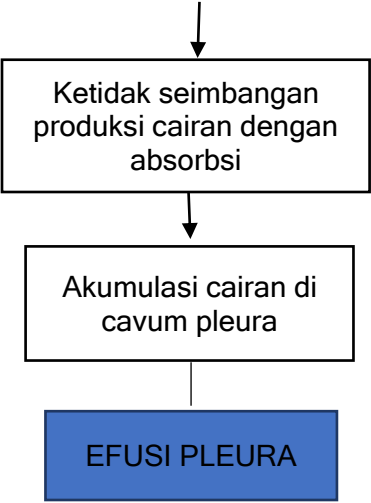 Ketidak seimbangan
produksi cairan dengan
absorbsi
Akumulasi cairan di
cavum pleura
EFUSI PLEURA